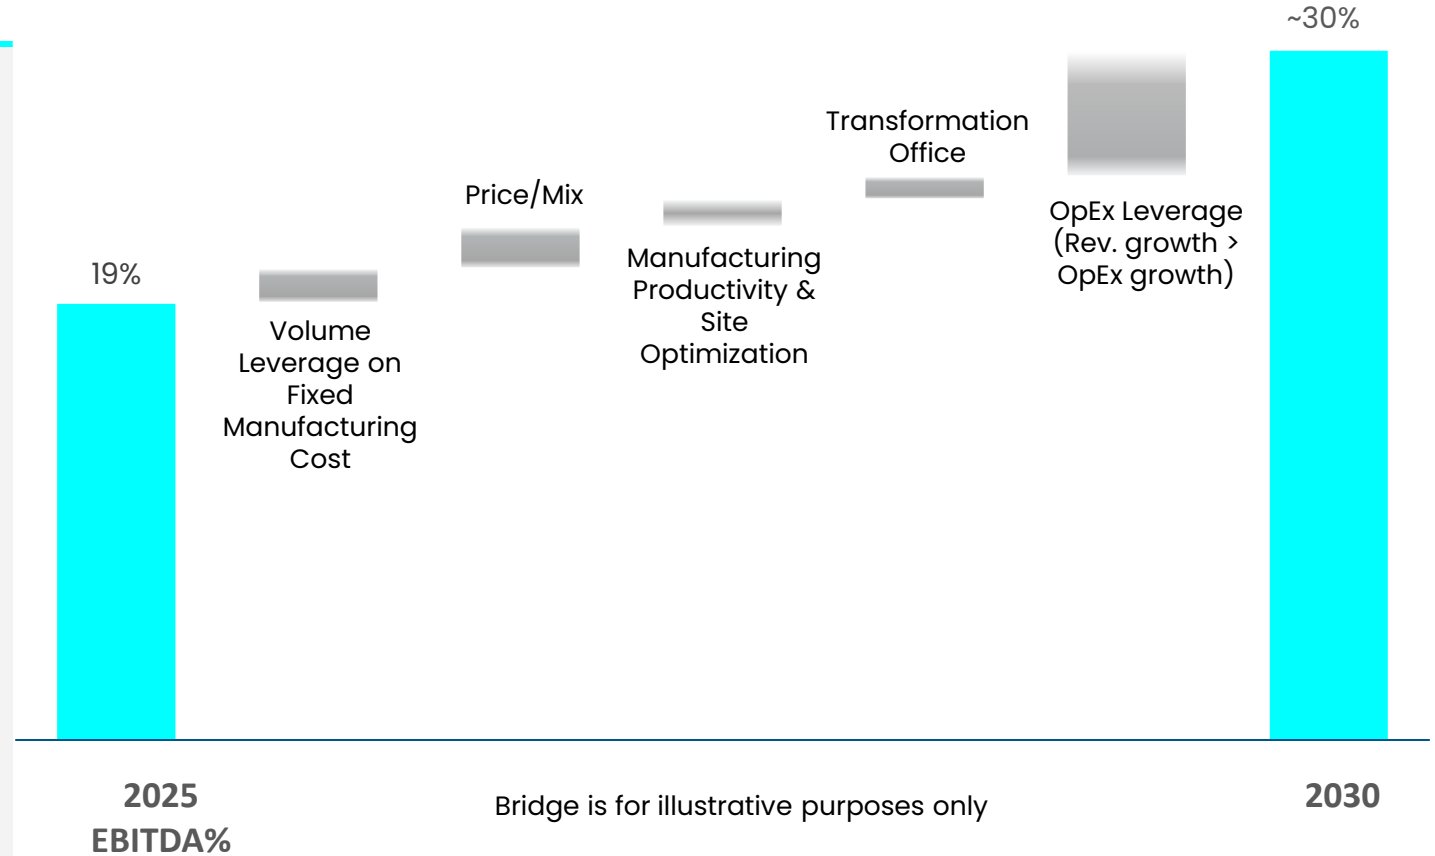 ~30%
Transformation
Office
Price/Mix
OpEx Leverage
(Rev. growth >
OpEx growth)
Manufacturing
Productivity &
Site
Optimization
19%
Volume
Leverage on
Fixed
Manufacturing
Cost
2025
EBITDA%
Bridge is for illustrative purposes only
2030